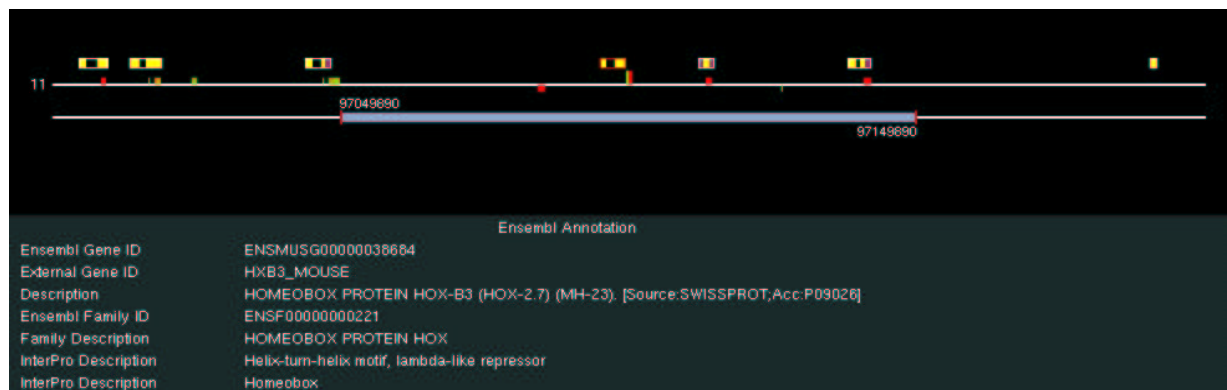 11
97049890
97149890
Ensembl Annotation
Ensembl Gene ID ENSMUSG00000038684
External Gene ID HXB3_MOUSE
Description HOMEOBOX PROTEIN HOX-B3 (HOX-2.7) (MH-23). [Source:SWISSPROT;Acc:P09026]
Ensembl Family ID ENSF00000000221
Family Description HOMEOBOX PROTEIN HOX
InterPro Description Helix-turn-helix motif, lambda-like repressor
InterPro Description Homeobox